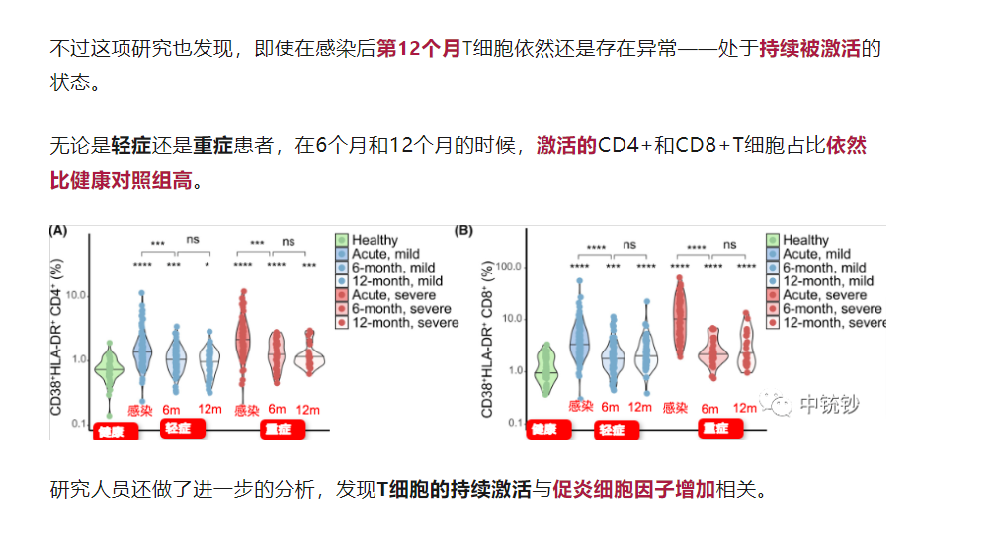 不过这项研究也发现，即使在感染后第12个月T细胞依然还是存在异常——处于持续被激活的
状态。
无论是轻症还是重症患者，在6个月和12个月的时候，激活的CD4+和CD8+T细胞占比依然
比健康对照组高。
(A)
CD38+HLA-DR+ CD4+ (%)
10.0
1.0
0.1
*** ns *** ns
**** *** * **** **** ***
感染 6m 12m 感染 6m 12m
健康 轻症 重症
Healthy
Acute, mild
6-month, mild
12-month, mild
Acute, severe
6-month, severe
12-month, severe
(B)
CD38+HLA-DR+ CD8+ (%)
100.0
10.0
1.0
0.1
**** ns **** ns
**** *** **** **** **** ****
感染 6m 12m 感染 6m 12m
健康 轻症 重症
Healthy
Acute, mild
6-month, mild
12-month, mild
Acute, severe
6-month, severe
12-month, severe
中铳钞
研究人员还做了进一步的分析，发现T细胞的持续激活与促炎细胞因子增加相关。